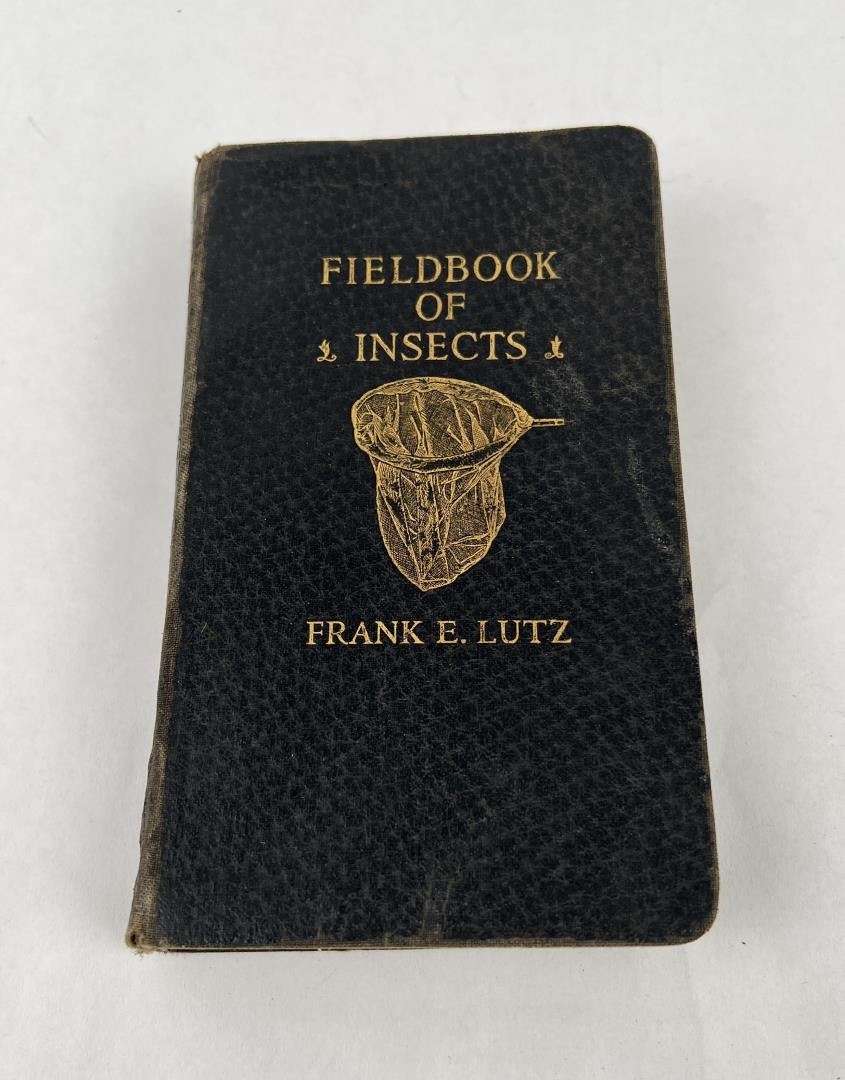 FIELDBOOK
OF
INSECTS
FRANK E. LUTZ